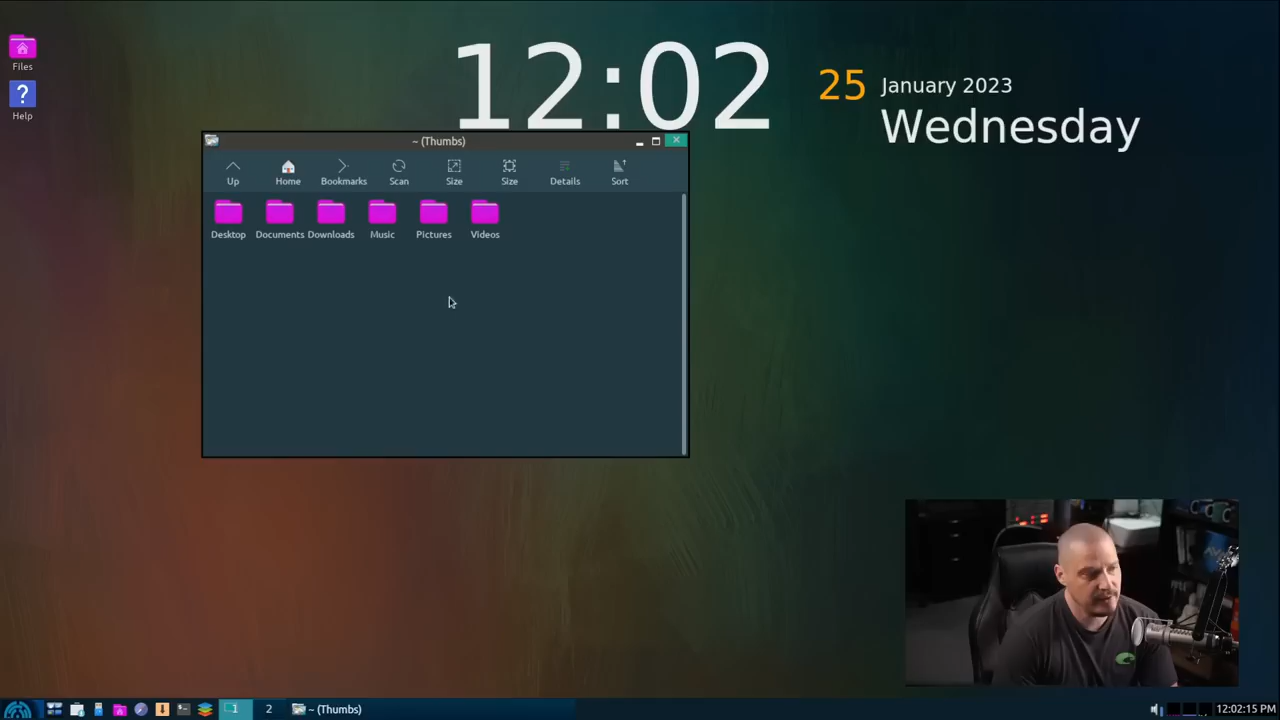 12:02
25
January 2023
Wednesday
Files
Help
~ (Thumbs)
Up Home Bookmarks Scan Size Size Details Sort
Desktop Documents Downloads Music Pictures Videos
1 2 ~ (Thumbs) 12:02:15 PM